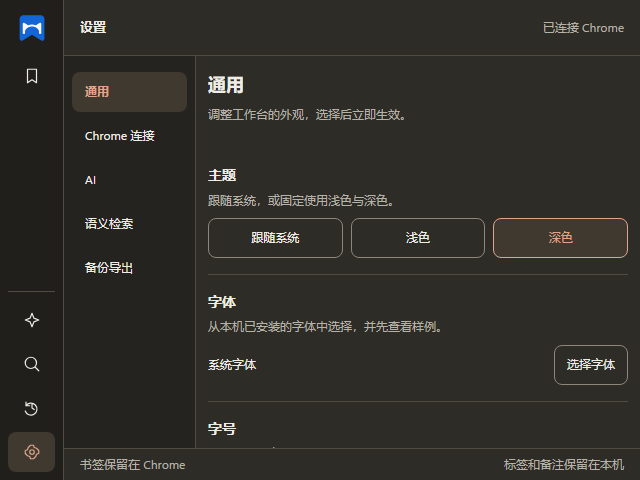 设置
已连接 Chrome
通用
Chrome 连接
AI
语义检索
备份导出
通用
调整工作台的外观，选择后立即生效。
主题
跟随系统，或固定使用浅色与深色。
跟随系统
浅色
深色
字体
从本机已安装的字体中选择，并先查看样例。
系统字体
选择字体
字号
书签保留在 Chrome
标签和备注保留在本机